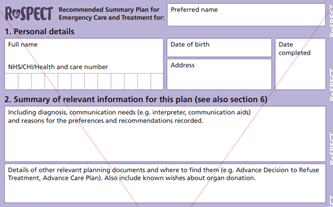 ReSPECT Recommended Summary Plan for
Emergency Care and Treatment for:
Preferred name
1. Personal details
Full name
Date of birth
Date
completed
NHS/CHI/Health and care number
Address
2. Summary of relevant information for this plan (see also section 6)
Including diagnosis, communication needs (e.g. interpreter, communication aids)
and reasons for the preferences and recommendations recorded.
Details of other relevant planning documents and where to find them (e.g. Advance Decision to Refuse
Treatment, Advance Care Plan). Also include known wishes about organ donation.
ReSPECT
ReSPECT